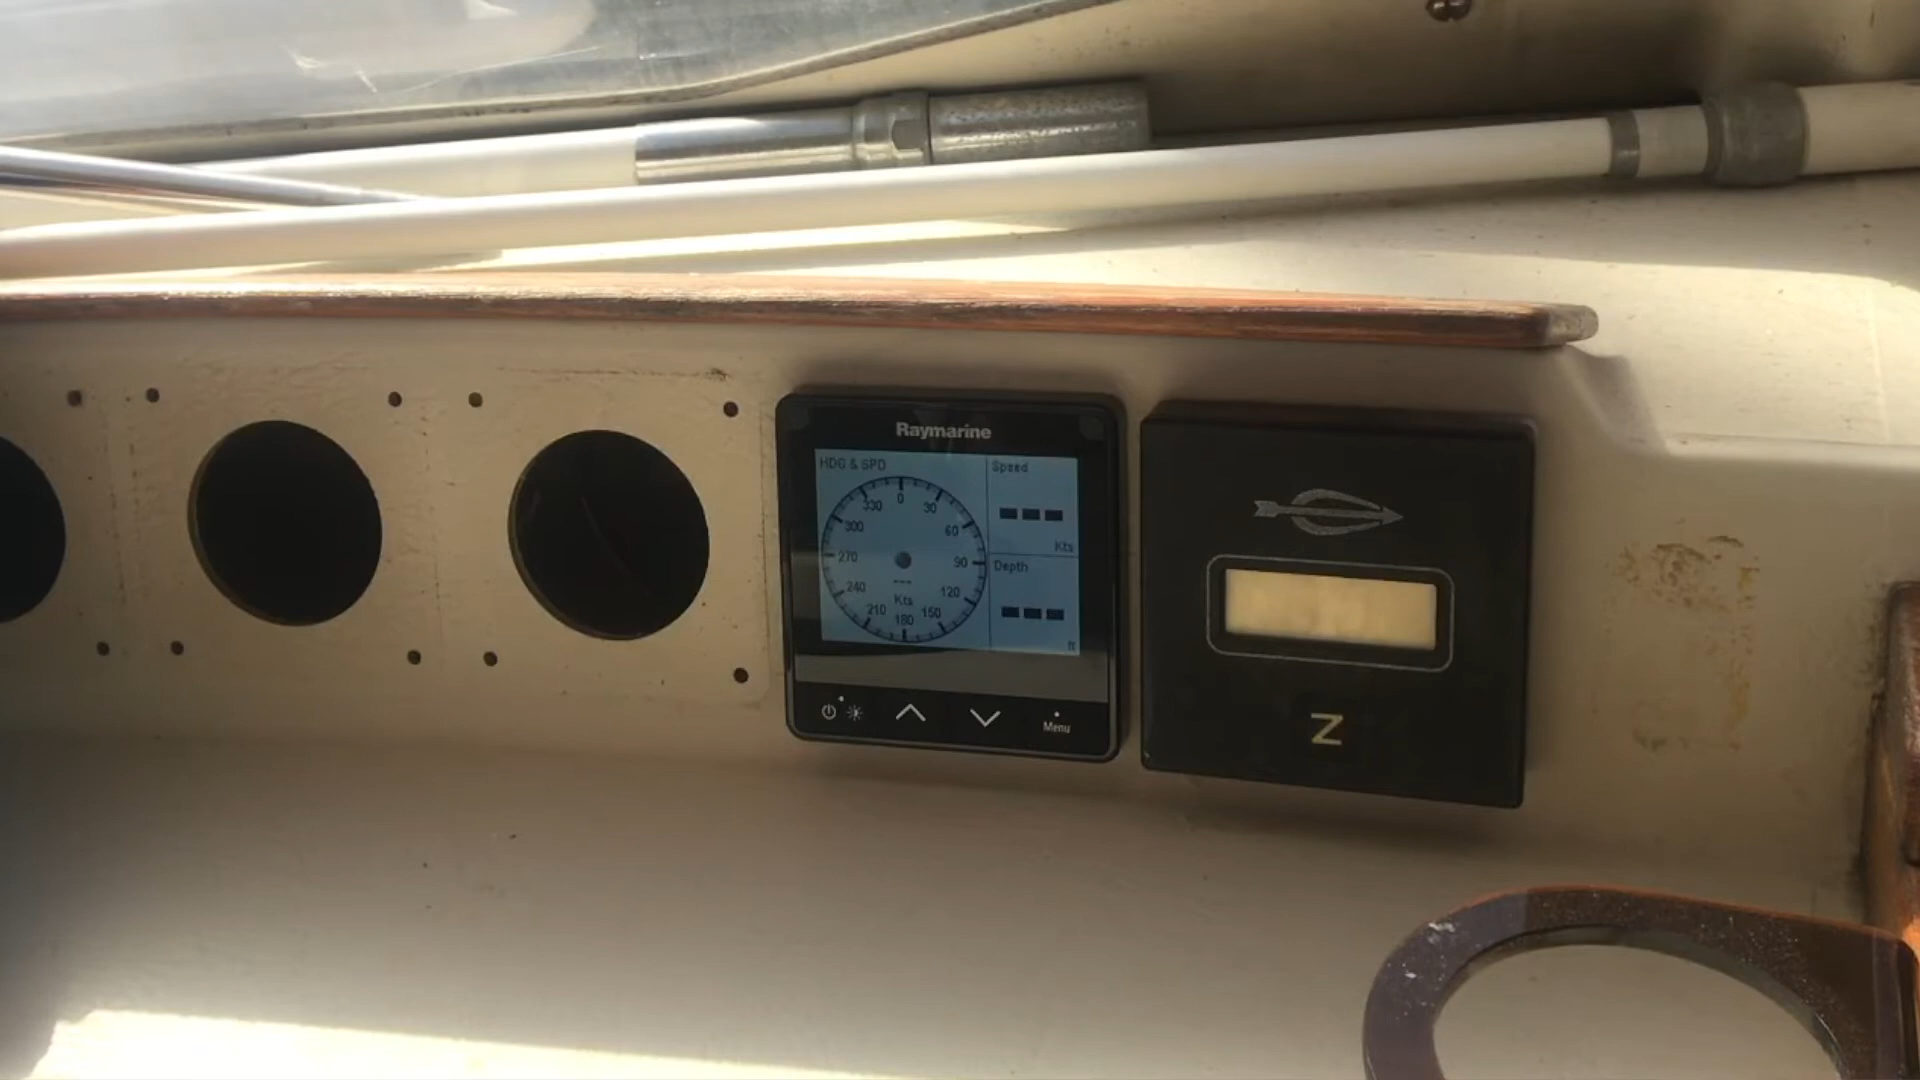 Raymarine
HDG & SPD
Speed
--- Kts
Depth
--- ft
0
30
60
90
120
150
180
210
240
270
300
330
---
Kts
Menu
Z